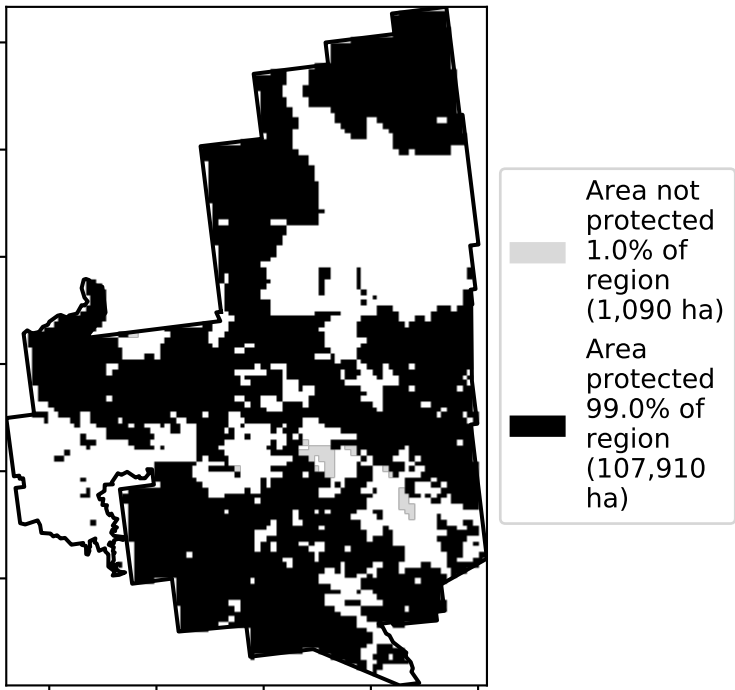 Area not
protected
1.0% of
region
(1,090 ha)
Area
protected
99.0% of
region
(107,910
ha)